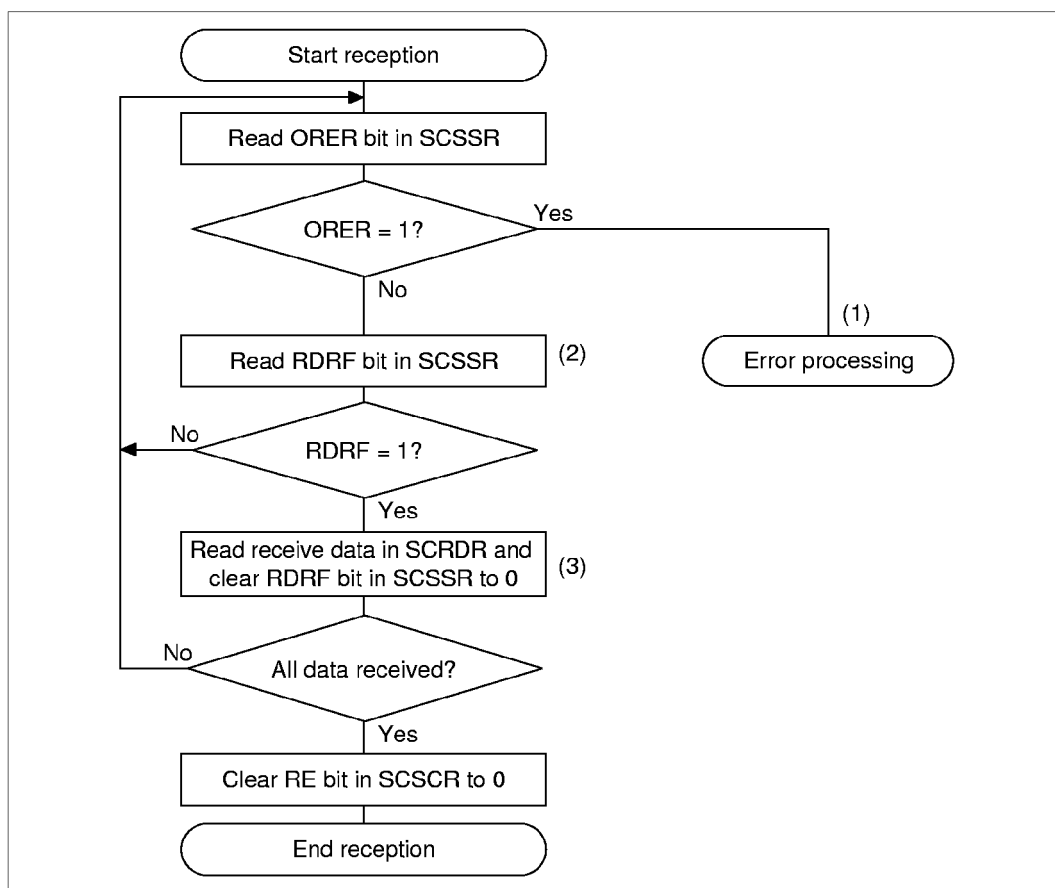 Start reception
Read ORER bit in SCSSR
ORER = 1?
Yes
No
(1)
Error processing
Read RDRF bit in SCSSR
(2)
No
RDRF = 1?
Yes
Read receive data in SCRDR and
clear RDRF bit in SCSSR to 0
(3)
No
All data received?
Yes
Clear RE bit in SCSCR to 0
End reception